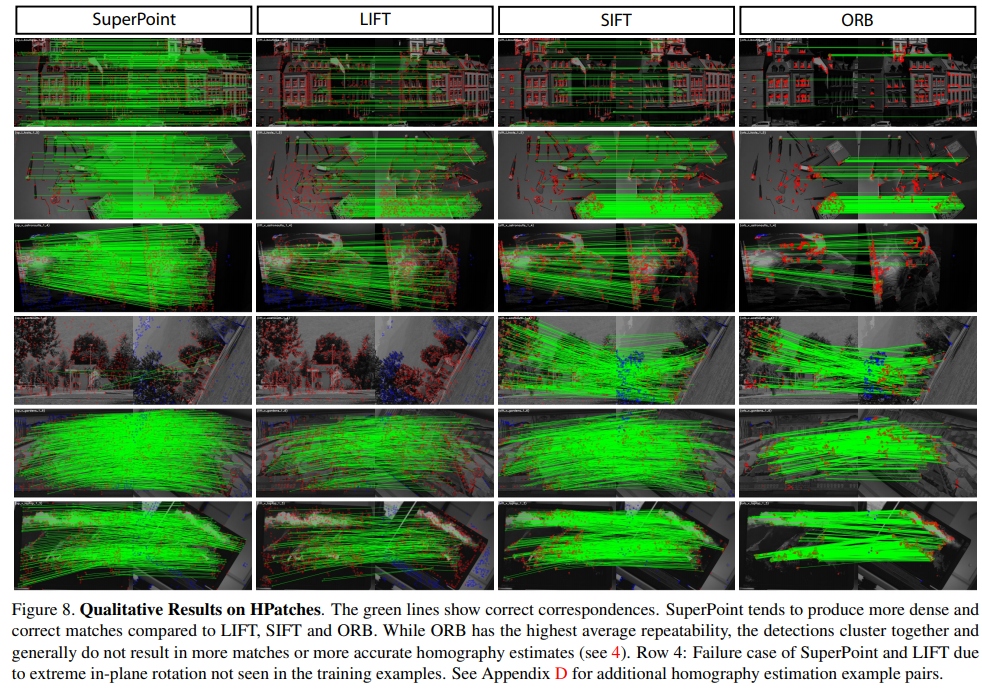 SuperPoint
LIFT
SIFT
ORB
Figure 8. Qualitative Results on HPatches. The green lines show correct correspondences. SuperPoint tends to produce more dense and
correct matches compared to LIFT, SIFT and ORB. While ORB has the highest average repeatability, the detections cluster together and
generally do not result in more matches or more accurate homography estimates (see 4). Row 4: Failure case of SuperPoint and LIFT due
to extreme in-plane rotation not seen in the training examples. See Appendix D for additional homography estimation example pairs.